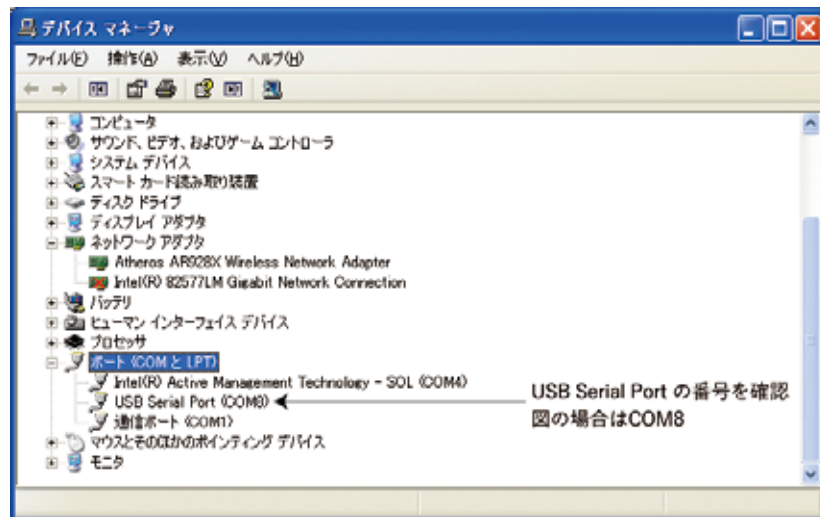 デバイス マネージャ
ファイル(F) 操作(A) 表示(V) ヘルプ(H)
コンピュータ
サウンド、ビデオ、およびゲーム コントローラ
システム デバイス
スマート カード読み取り装置
ディスク ドライブ
ディスプレイ アダプタ
ネットワーク アダプタ
Atheros AR928X Wireless Network Adapter
Intel(R) 82577LM Gigabit Network Connection
バッテリ
ヒューマン インターフェイス デバイス
プロセッサ
ポート (COM と LPT)
Intel(R) Active Management Technology - SOL (COM4)
USB Serial Port (COM8)
通信ポート (COM1)
マウスとそのほかのポインティング デバイス
モニタ
USB Serial Port の番号を確認
図の場合はCOM8